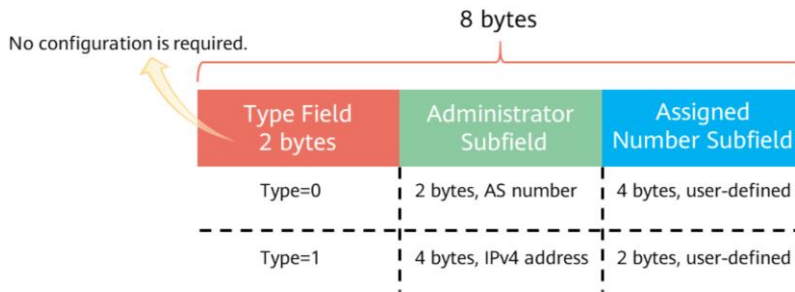 8 bytes
No configuration is required.
Type Field
2 bytes
Administrator
Subfield
Assigned
Number Subfield
Type=0
2 bytes, AS number
4 bytes, user-defined
Type=1
4 bytes, IPv4 address
2 bytes, user-defined